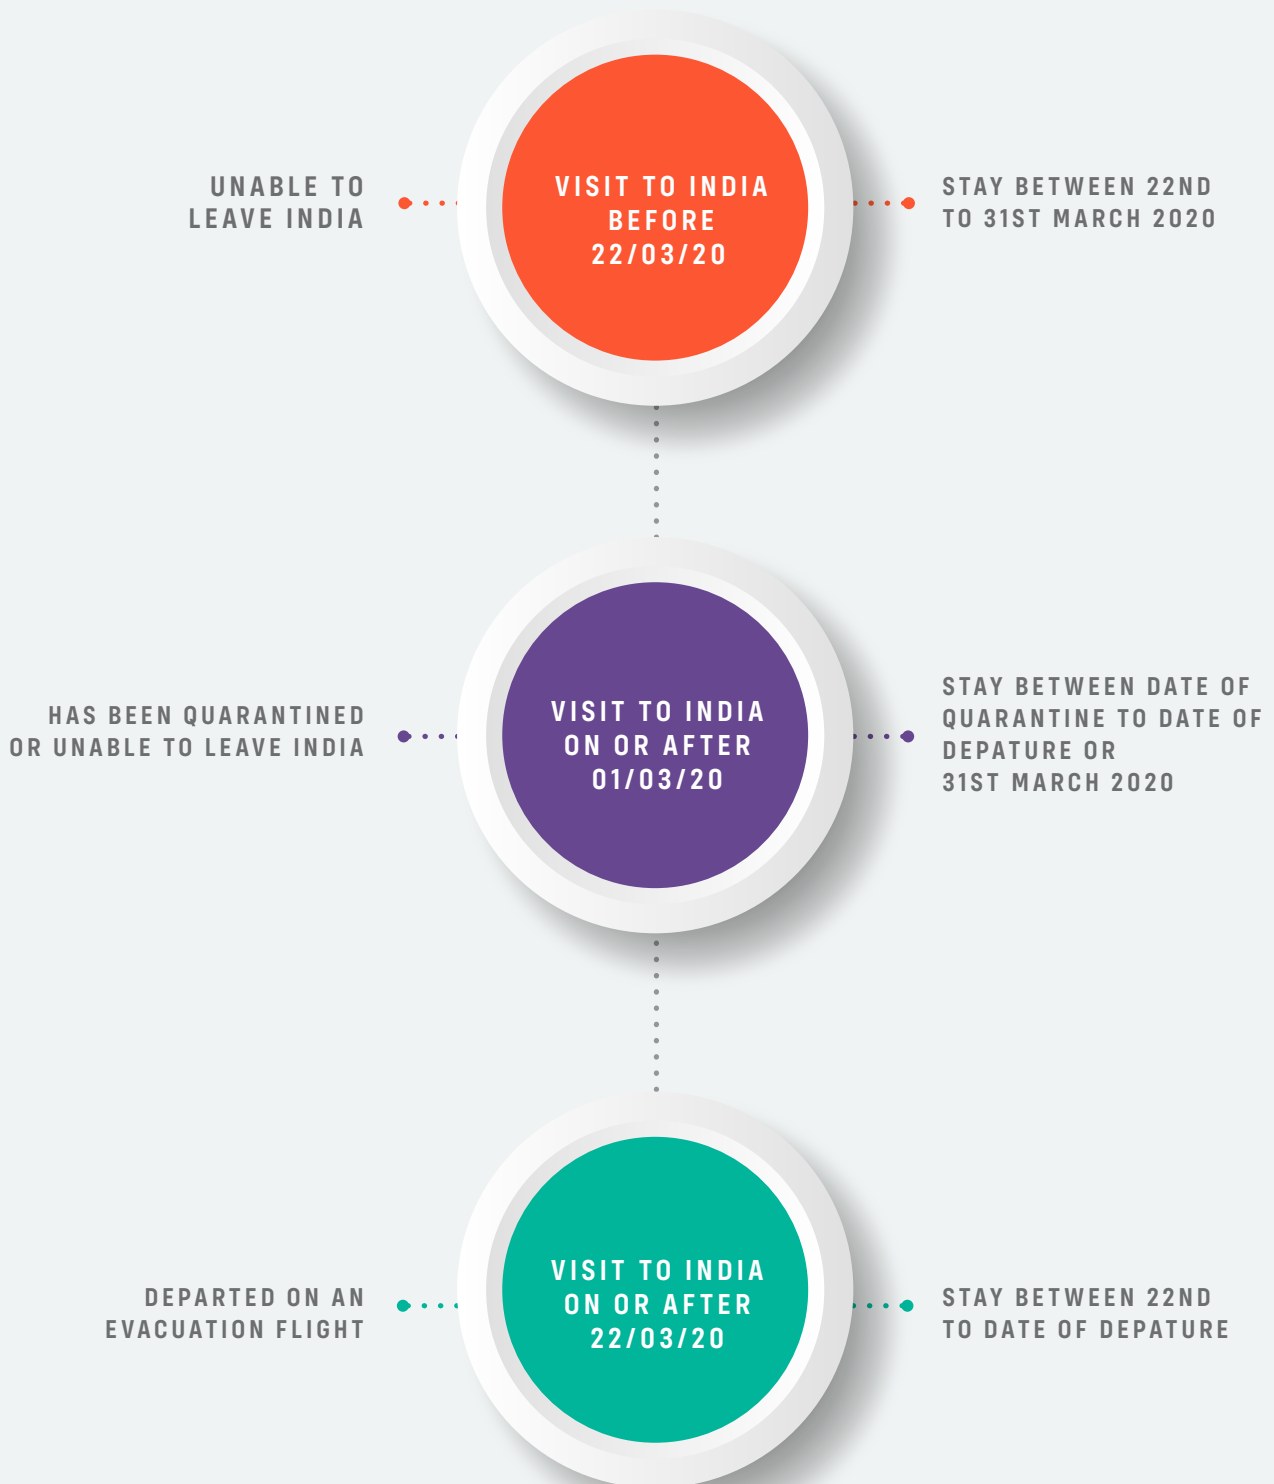 UNABLE TO
LEAVE INDIA
VISIT TO INDIA
BEFORE
22/03/20
STAY BETWEEN 22ND
TO 31ST MARCH 2020
HAS BEEN QUARANTINED
OR UNABLE TO LEAVE INDIA
VISIT TO INDIA
ON OR AFTER
01/03/20
STAY BETWEEN DATE OF
QUARANTINE TO DATE OF
DEPATURE OR
31ST MARCH 2020
DEPARTED ON AN
EVACUATION FLIGHT
VISIT TO INDIA
ON OR AFTER
22/03/20
STAY BETWEEN 22ND
TO DATE OF DEPATURE